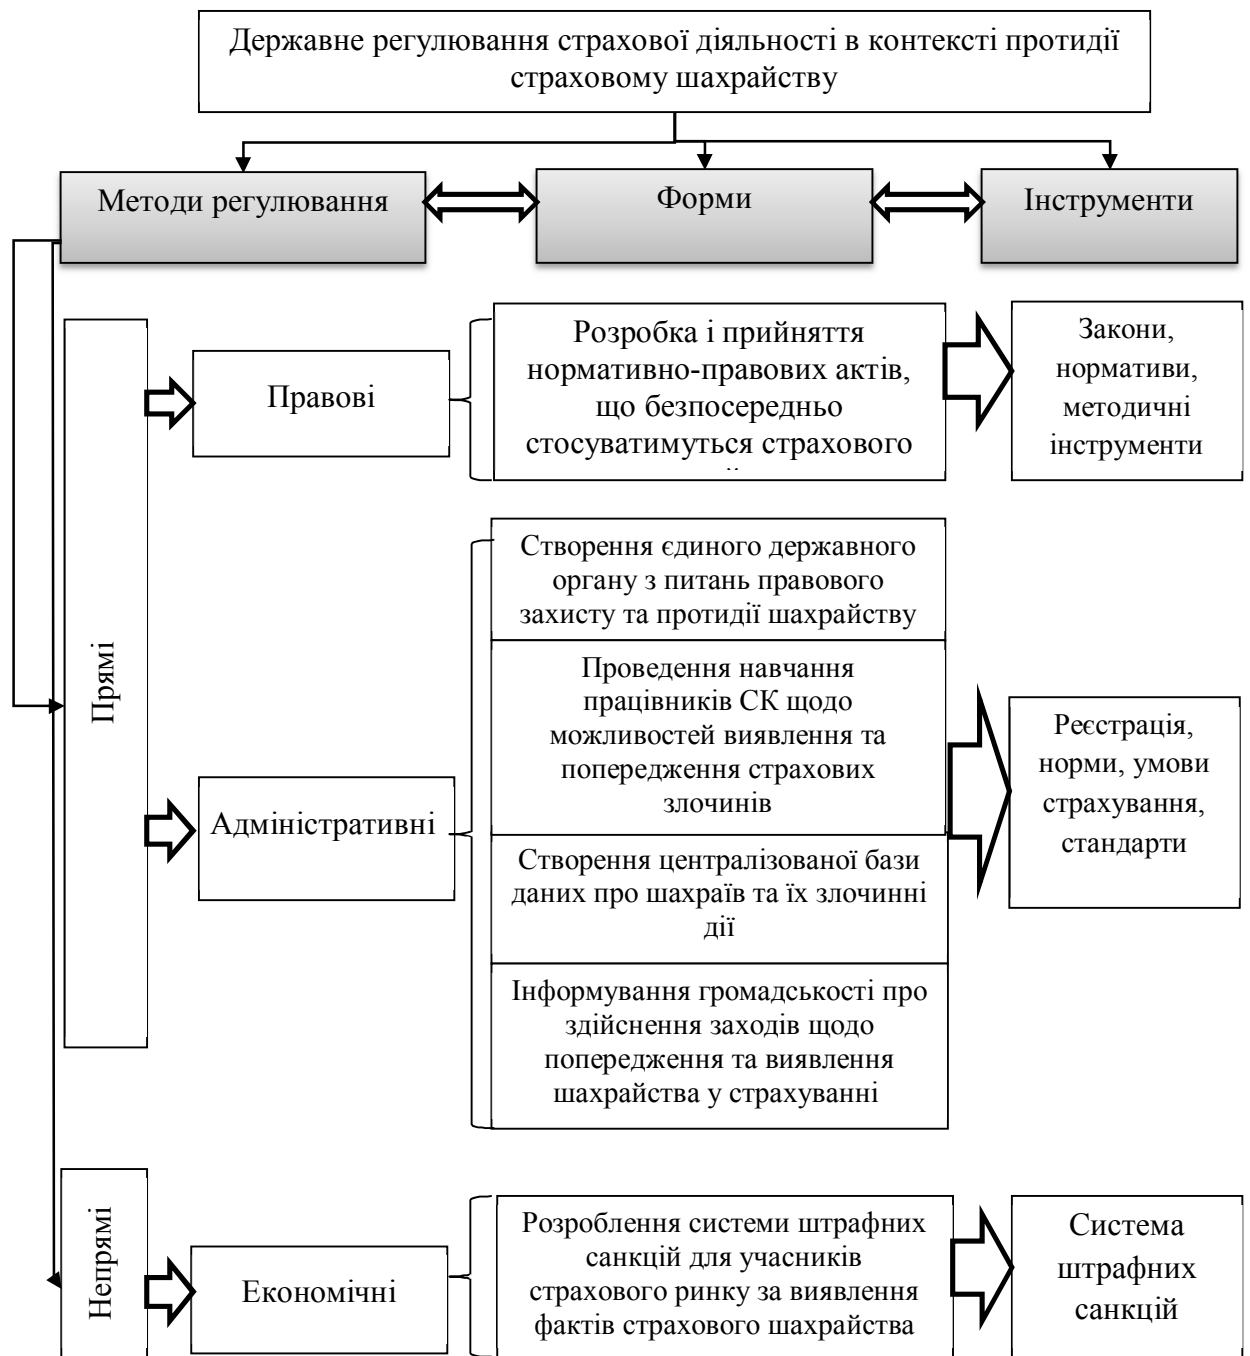 Державне регулювання страхової діяльності в контексті протидії
страховому шахрайству
Методи регулювання
Форми
Інструменти
Прямі
Правові
Розробка і прийняття
нормативно-правових актів,
що безпосередньо
стосуватимуться страхового
Закони,
нормативи,
методичні
інструменти
Адміністративні
Створення єдиного державного
органу з питань правового
захисту та протидії шахрайству
Проведення навчання
працівників СК щодо
можливостей виявлення та
попередження страхових
злочинів
Створення централізованої бази
даних про шахраїв та їх злочинні
дії
Інформування громадськості про
здійснення заходів щодо
попередження та виявлення
шахрайства у страхуванні
Реєстрація,
норми, умови
страхування,
стандарти
Непрямі
Економічні
Розроблення системи штрафних
санкцій для учасників
страхового ринку за виявлення
фактів страхового шахрайства
Система
штрафних
санкцій